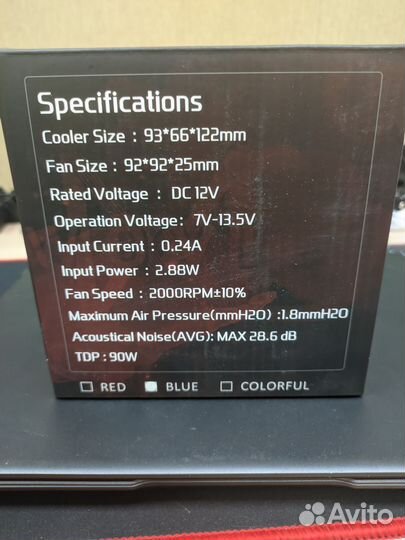 Specifications
Cooler Size : 93*66*122mm
Fan Size : 92*92*25mm
Rated Voltage : DC 12V
Operation Voltage: 7V-13.5V
Input Current : 0.24A
Input Power : 2.88W
Fan Speed : 2000RPM±10%
Maximum Air Pressure(mmH2O) :1.8mmH2O
Acoustical Noise(AVG): MAX 28.6 dB
TDP : 90W
RED BLUE COLORFUL
Avito